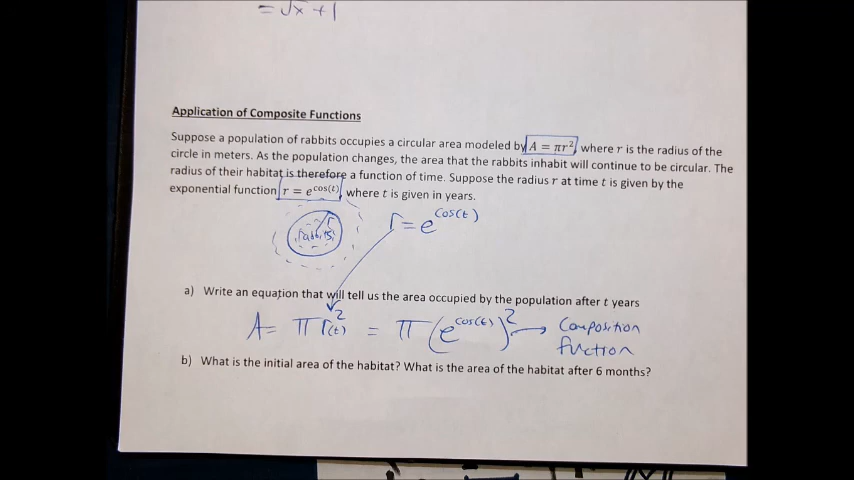 = √x + 1
Application of Composite Functions
Suppose a population of rabbits occupies a circular area modeled by A = πr², where r is the radius of the
circle in meters. As the population changes, the area that the rabbits inhabit will continue to be circular. The
radius of their habitat is therefore a function of time. Suppose the radius r at time t is given by the
exponential function r = e^cos(t), where t is given in years.
r
rabbits
r = e^cos(t)
a) Write an equation that will tell us the area occupied by the population after t years
A = π r(t)² = π (e^cos(t))² → Composition
function
b) What is the initial area of the habitat? What is the area of the habitat after 6 months?